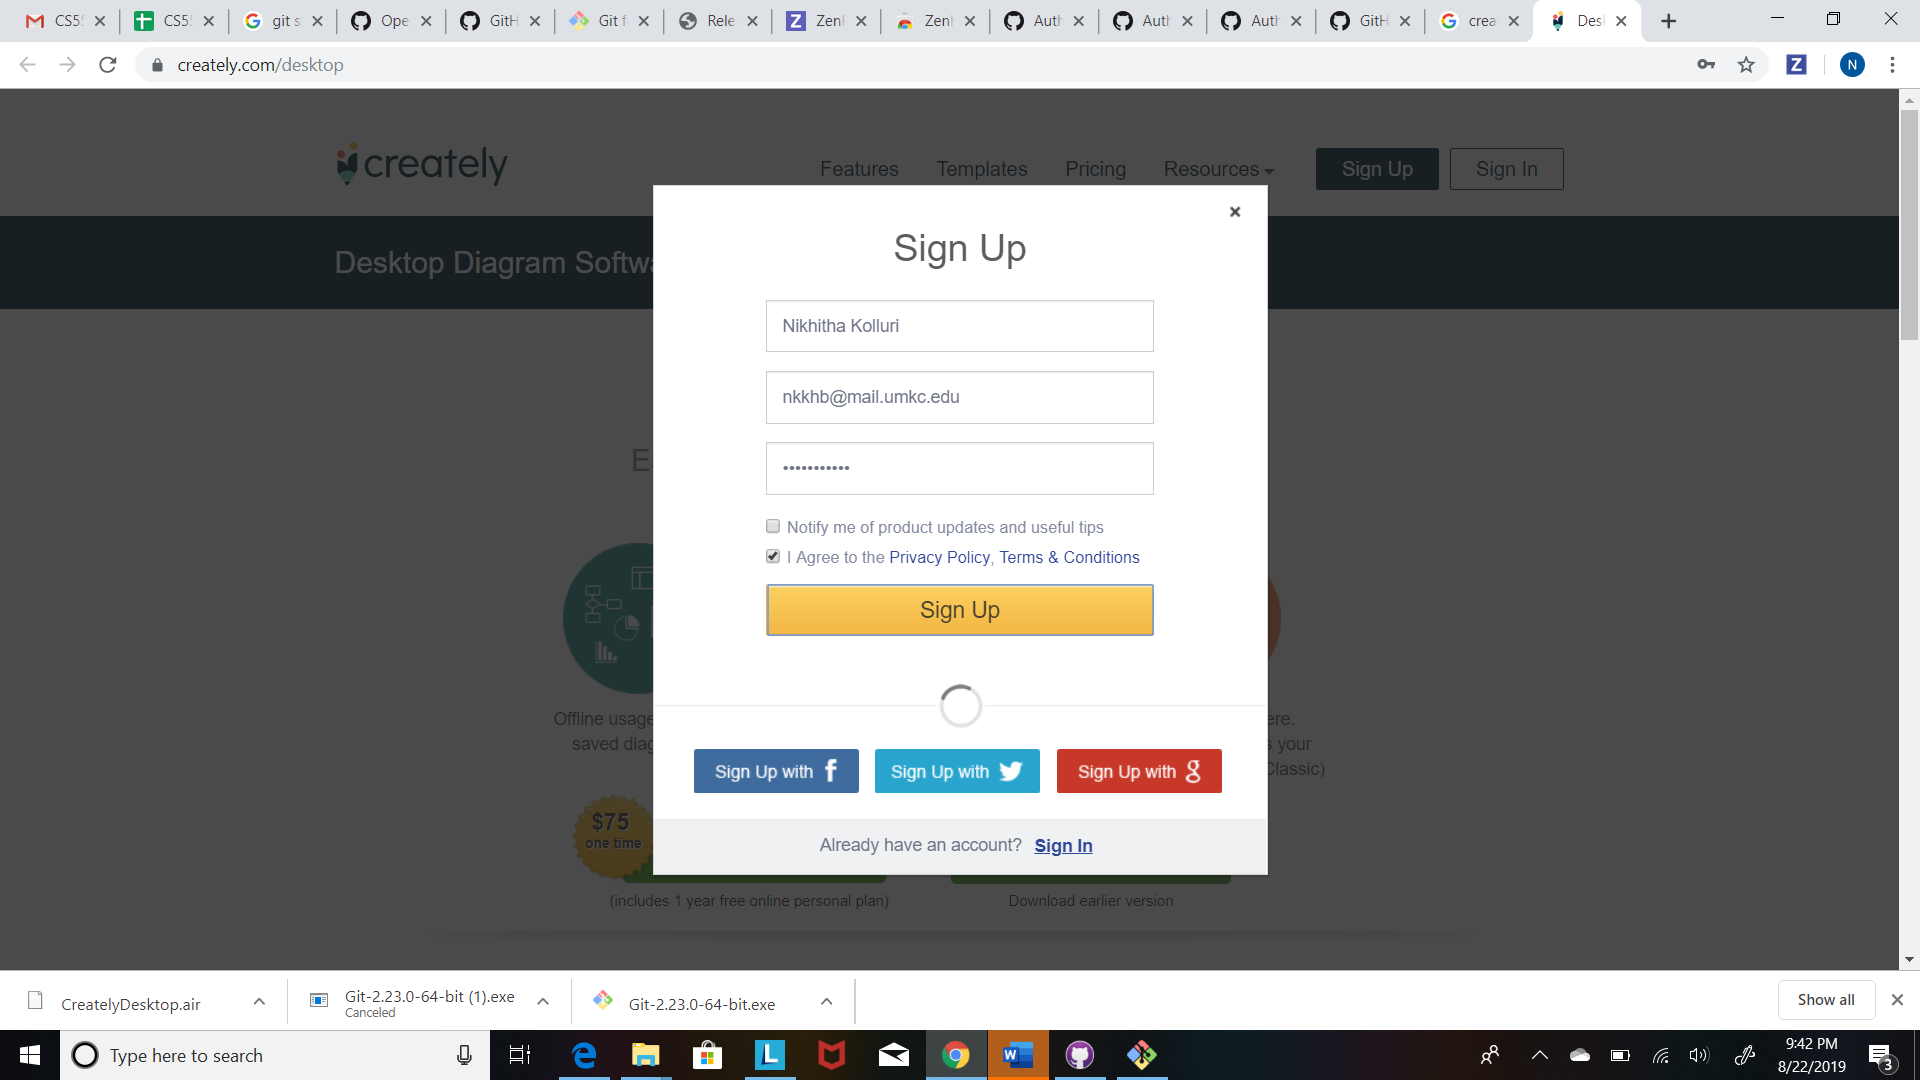 CS5
CS5
git s
Ope
GitH
Git f
Rele
Zen
Zen
Auth
Auth
Auth
GitH
crea
Des
creately.com/desktop
N
creately
Features
Templates
Pricing
Resources
Sign Up
Sign In
Desktop Diagram Softwa
Sign Up
Nikhitha Kolluri
nkkhb@mail.umkc.edu
•••••••••••
Notify me of product updates and useful tips
I Agree to the Privacy Policy, Terms & Conditions
Sign Up
E
Offline usage
saved diag
ere.
s your
Classic)
Sign Up with f
Sign Up with
Sign Up with g
$75
one time
Already have an account? Sign In
(includes 1 year free online personal plan)
Download earlier version
CreatelyDesktop.air
Git-2.23.0-64-bit (1).exe
Canceled
Git-2.23.0-64-bit.exe
Show all
Type here to search
9:42 PM
8/22/2019
3